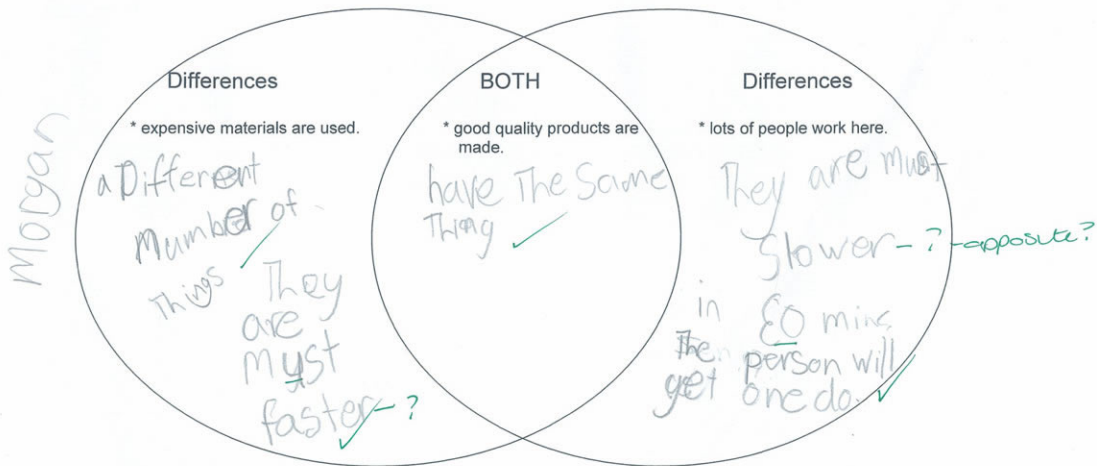 Morgan
Differences
* expensive materials are used.
a Different
Mumber of
Things
They
are
must
faster - ?
BOTH
* good quality products are
made.
have The Same
Thing
Differences
* lots of people work here.
They are must
Slower - ? - apposite?
in 60 mins
The person will
get one do.